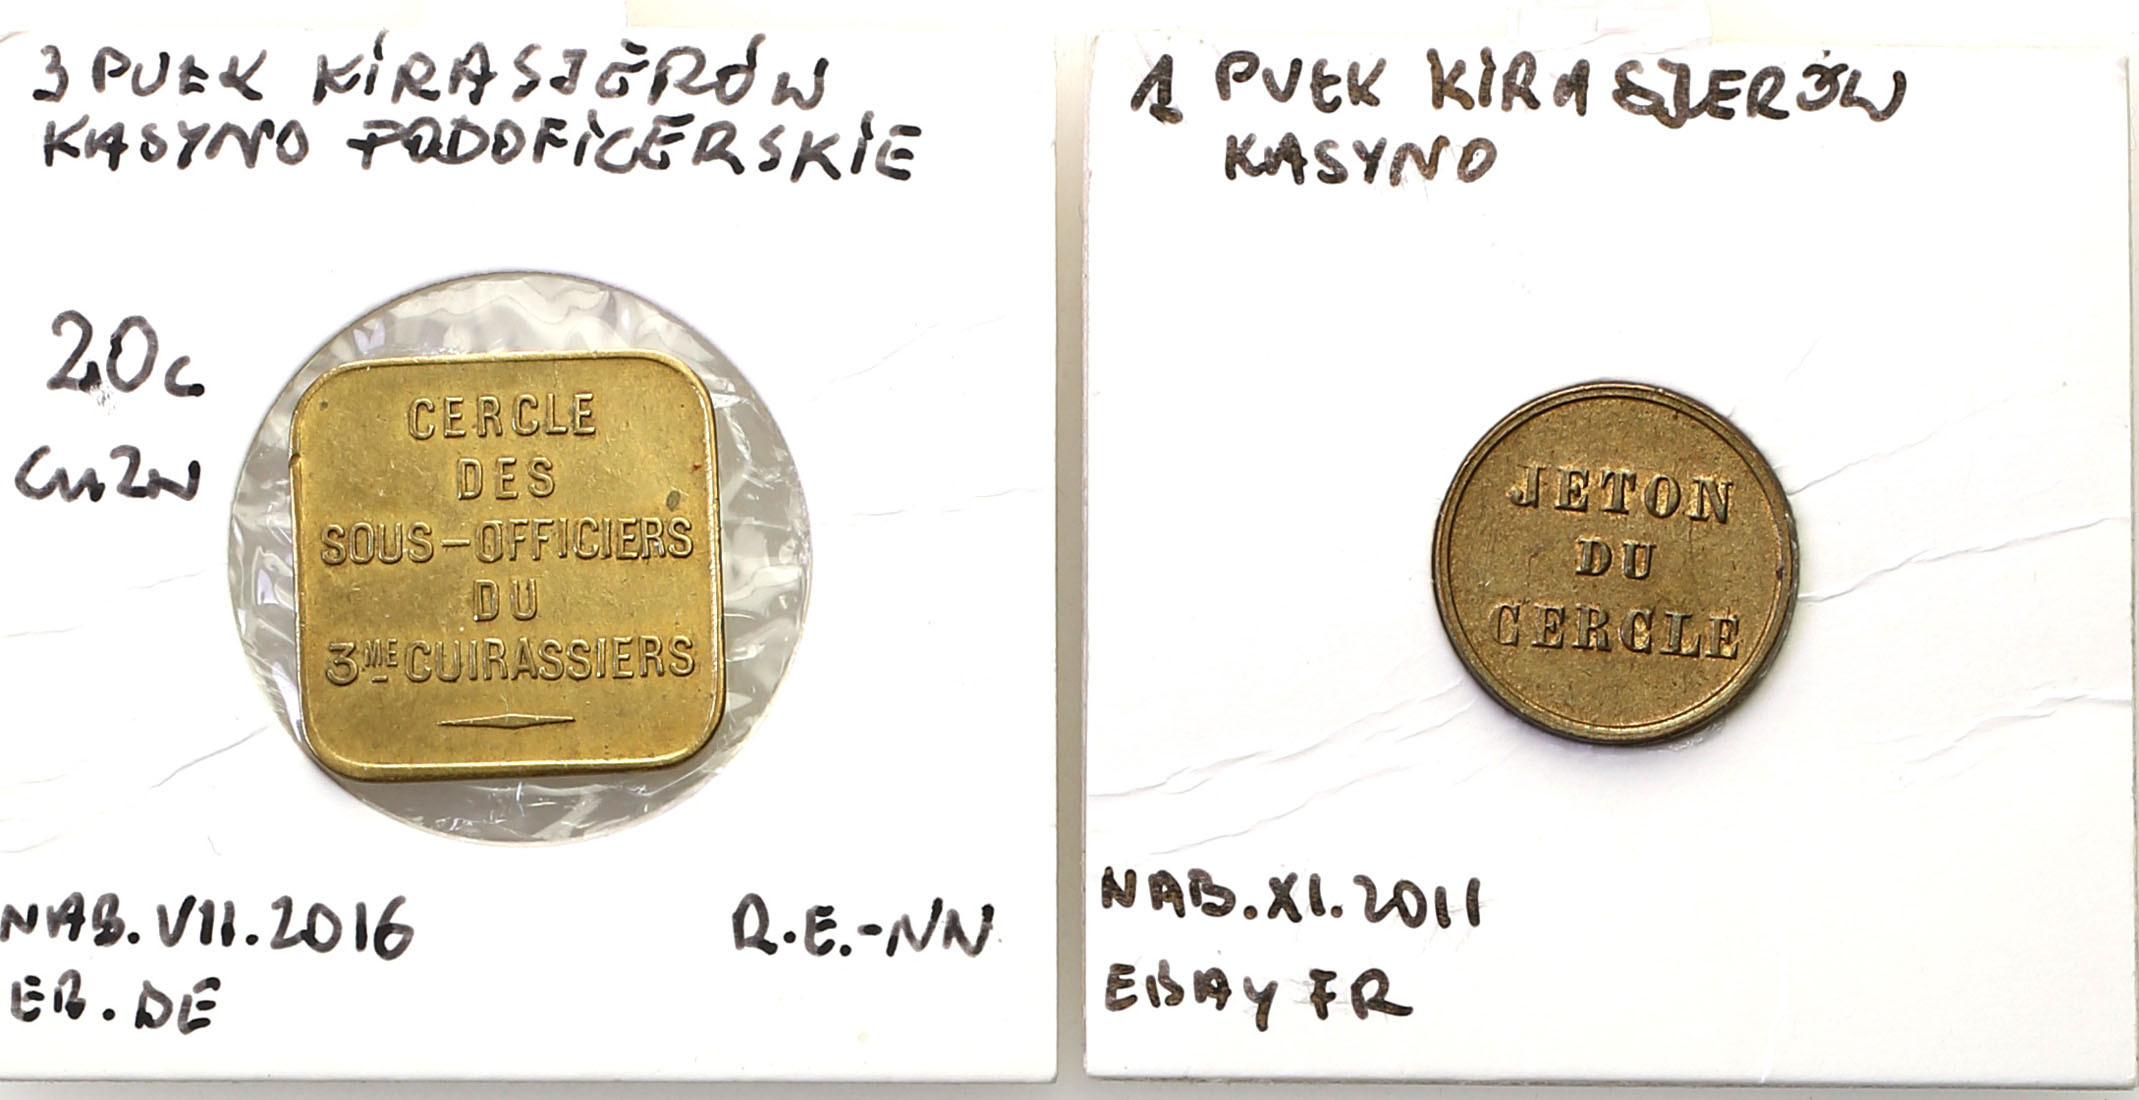 3 PUŁK KIRASJERÓW
KASYNO PODOFICERSKIE
20c
CuZn
CERCLE
DES
SOUS-OFFICIERS
DU
3ME CUIRASSIERS
NAB. VII. 2016
R.E.-NN
EB. DE
1 PUŁK KIRASJERÓW
KASYNO
JETON
DU
CERCLE
NAB. XI. 2011
EBAY FR